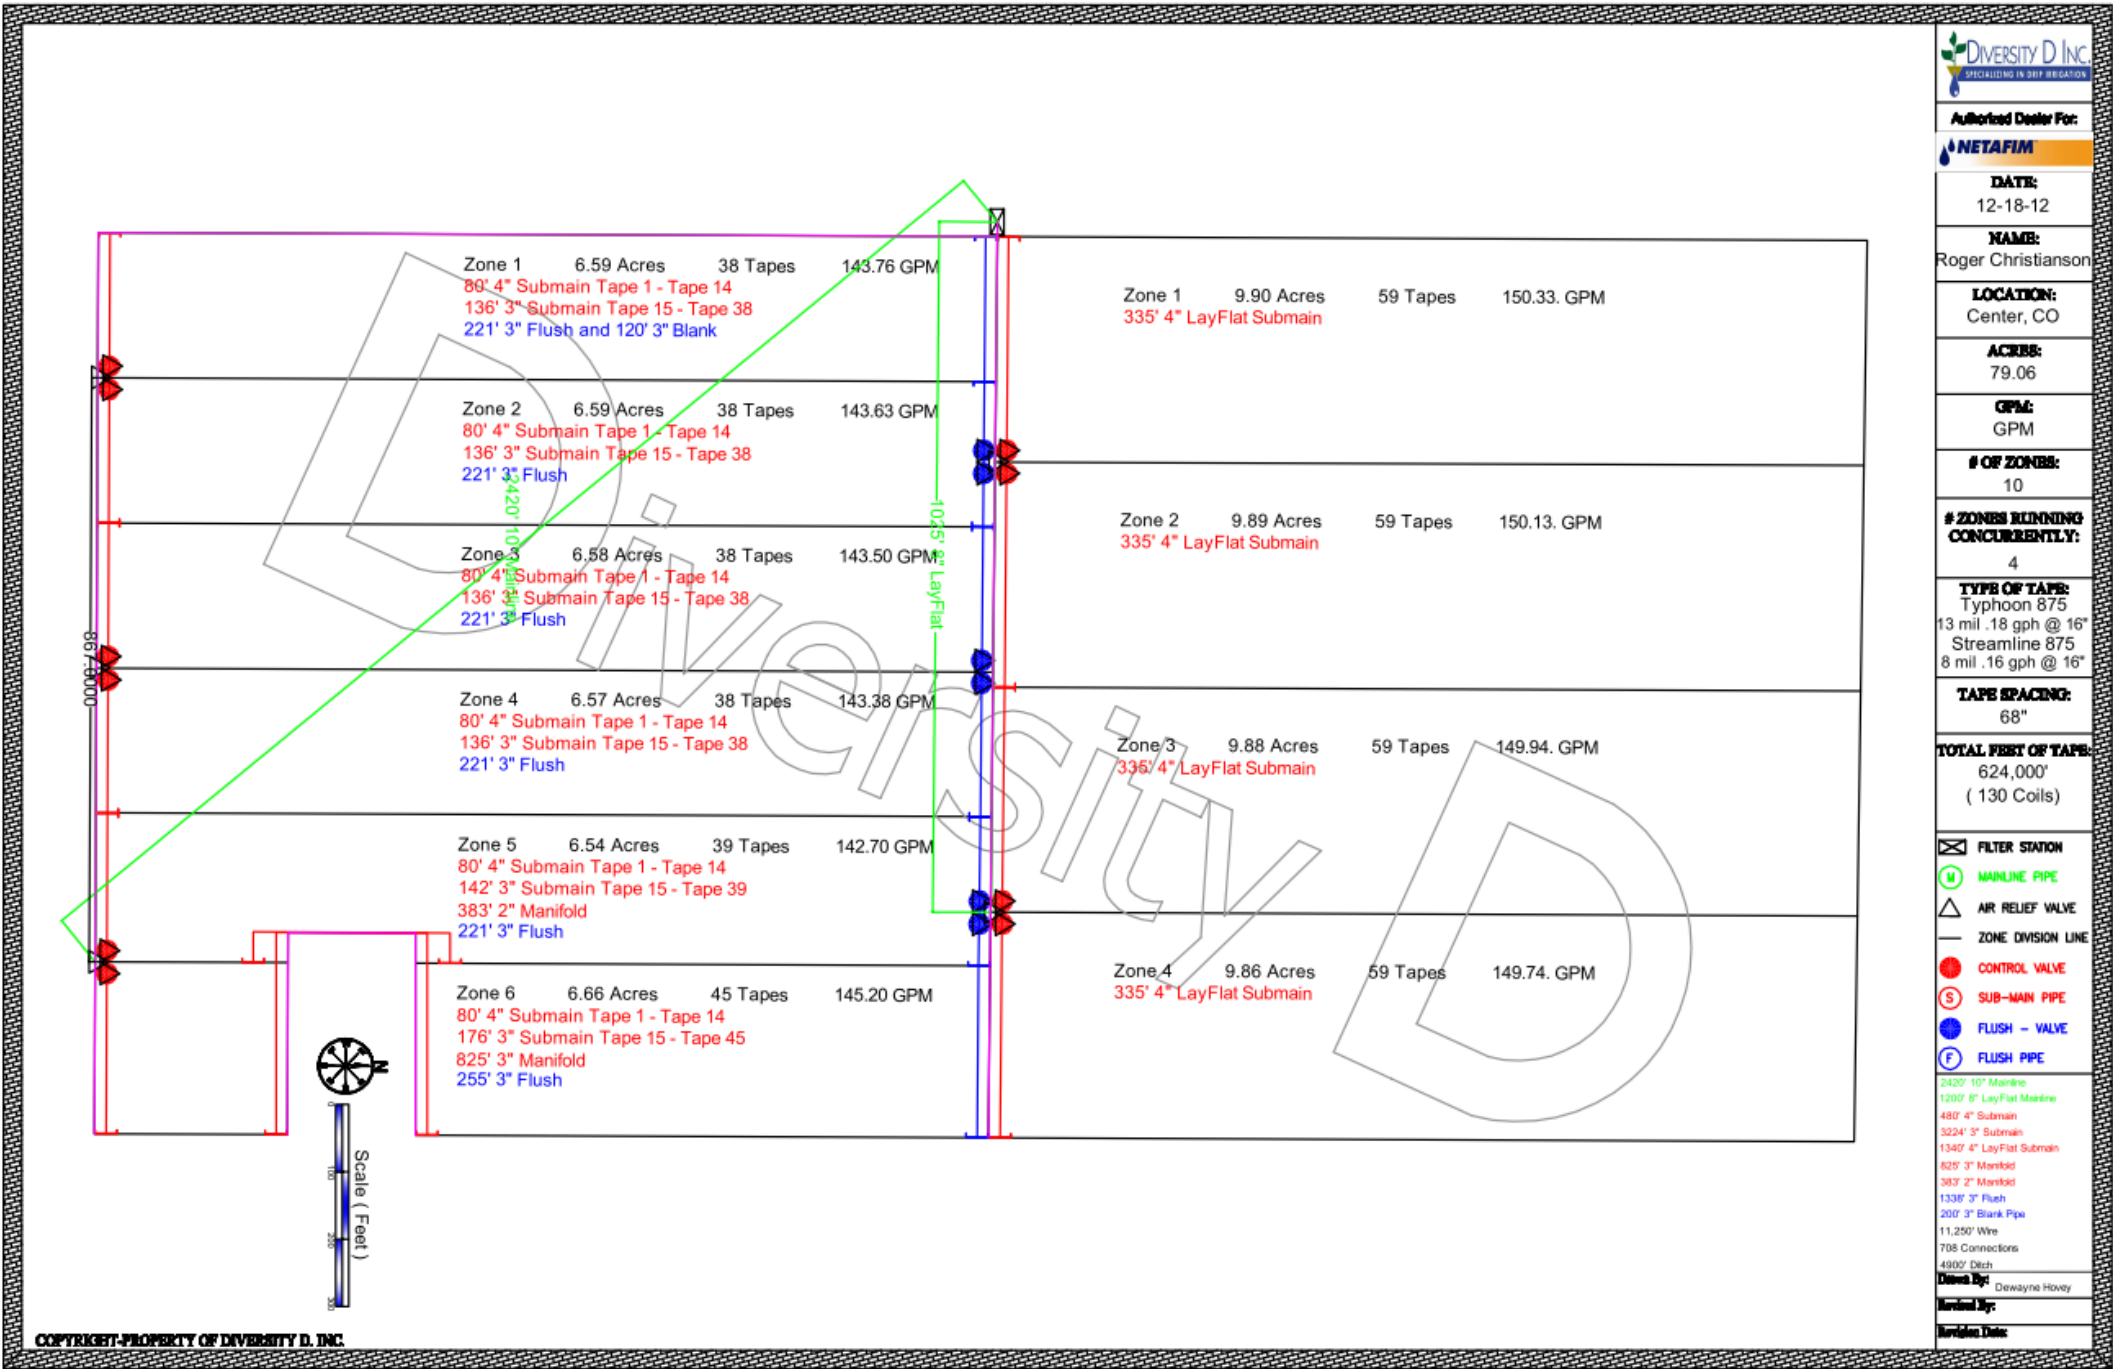 Zone 1 6.59 Acres 38 Tapes 143.76 GPM
80' 4" Submain Tape 1 - Tape 14
136' 3" Submain Tape 15 - Tape 38
221' 3" Flush and 120' 3" Blank
Zone 2 6.59 Acres 38 Tapes 143.63 GPM
80' 4" Submain Tape 1 - Tape 14
136' 3" Submain Tape 15 - Tape 38
221' 3" Flush
2420' 10" Mainline
Zone 3 6.58 Acres 38 Tapes 143.50 GPM
80' 4" Submain Tape 1 - Tape 14
136' 3" Submain Tape 15 - Tape 38
221' 3" Flush
1025' 8" LayFlat
867.0000
Zone 4 6.57 Acres 38 Tapes 143.38 GPM
80' 4" Submain Tape 1 - Tape 14
136' 3" Submain Tape 15 - Tape 38
221' 3" Flush
Zone 5 6.54 Acres 39 Tapes 142.70 GPM
80' 4" Submain Tape 1 - Tape 14
142' 3" Submain Tape 15 - Tape 39
383' 2" Manifold
221' 3" Flush
Zone 6 6.66 Acres 45 Tapes 145.20 GPM
80' 4" Submain Tape 1 - Tape 14
176' 3" Submain Tape 15 - Tape 45
825' 3" Manifold
255' 3" Flush
Zone 1 9.90 Acres 59 Tapes 150.33. GPM
335' 4" LayFlat Submain
Zone 2 9.89 Acres 59 Tapes 150.13. GPM
335' 4" LayFlat Submain
Zone 3 9.88 Acres 59 Tapes 149.94. GPM
335' 4" LayFlat Submain
Zone 4 9.86 Acres 59 Tapes 149.74. GPM
335' 4" LayFlat Submain
Diversity D
N
0 100 200 300
Scale ( Feet )
COPYRIGHT-PROPERTY OF DIVERSITY D. INC.
DIVERSITY D INC.
SPECIALIZING IN DRIP IRRIGATION
Authorized Dealer For:
NETAFIM
DATE:
12-18-12
NAME:
Roger Christianson
LOCATION:
Center, CO
ACRES:
79.06
GPM:
GPM
# OF ZONES:
10
# ZONES RUNNING
CONCURRENTLY:
4
TYPE OF TAPE:
Typhoon 875
13 mil .18 gph @ 16"
Streamline 875
8 mil .16 gph @ 16"
TAPE SPACING:
68"
TOTAL FEET OF TAPE:
624,000'
( 130 Coils)
FILTER STATION
M MAINLINE PIPE
AIR RELIEF VALVE
ZONE DIVISION LINE
CONTROL VALVE
S SUB-MAIN PIPE
FLUSH - VALVE
F FLUSH PIPE
2420' 10" Mainline
1200' 8" LayFlat Mainline
480' 4" Submain
3224' 3" Submain
1340' 4" LayFlat Submain
825' 3" Manifold
383' 2" Manifold
1338' 3" Flush
200' 3" Blank Pipe
11,250' Wire
708 Connections
4900' Ditch
Drawn By: Dewayne Hovey
Revised By:
Revision Date: